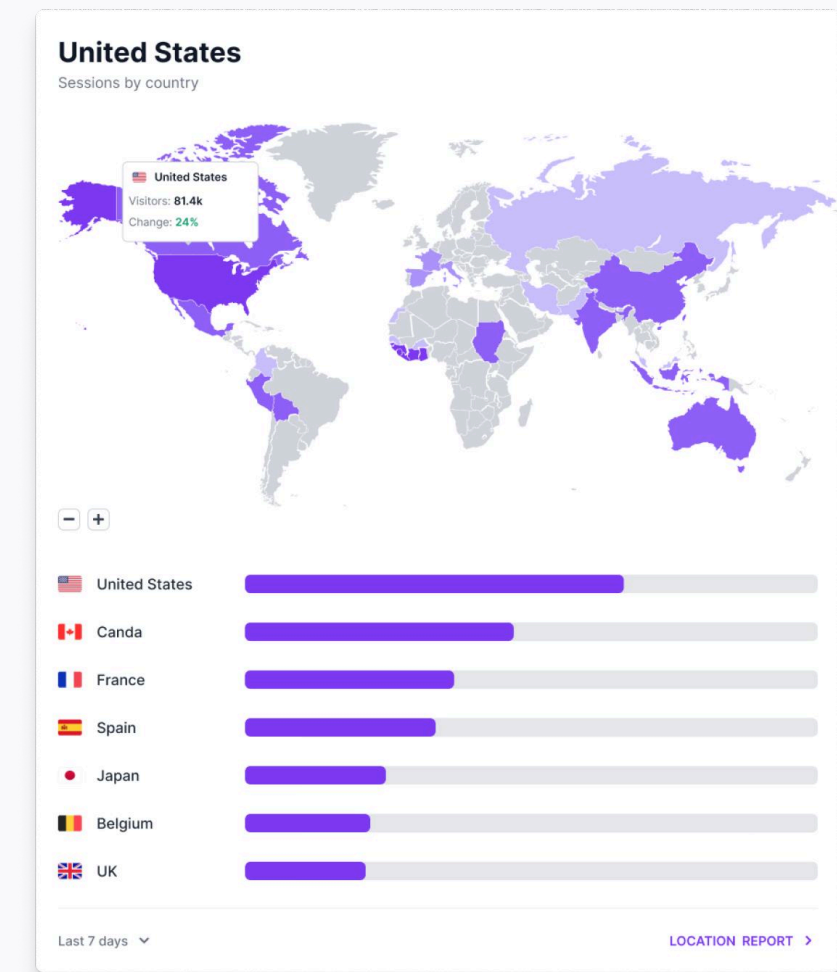 United States
Sessions by country
United States
Visitors: 81.4k
Change: 24%
United States
Canda
France
Spain
Japan
Belgium
UK
Last 7 days
LOCATION REPORT